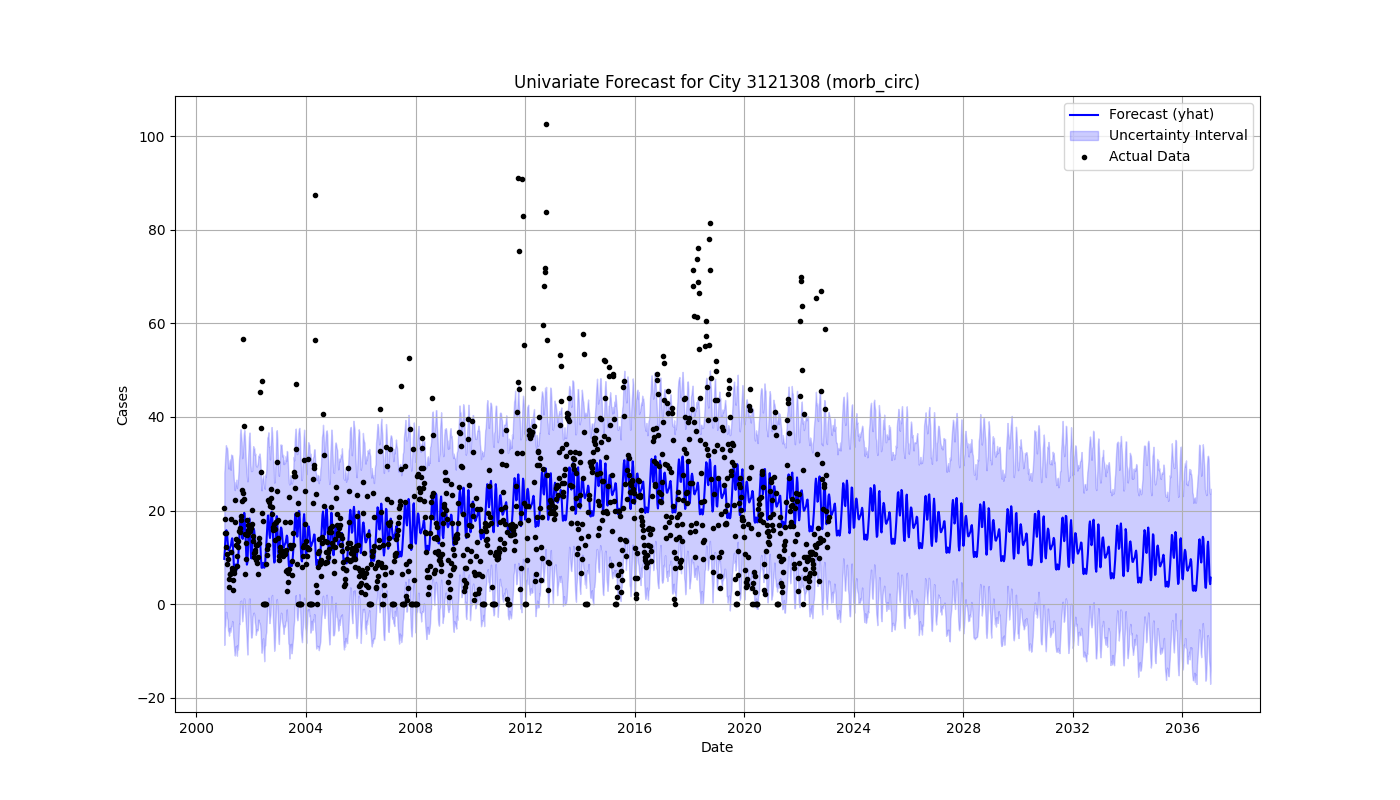 Univariate Forecast for City 3121308 (morb_circ)
Forecast (yhat)
Uncertainty Interval
Actual Data
Cases
100
80
60
40
20
0
−20
2000 2004 2008 2012 2016 2020 2024 2028 2032 2036
Date